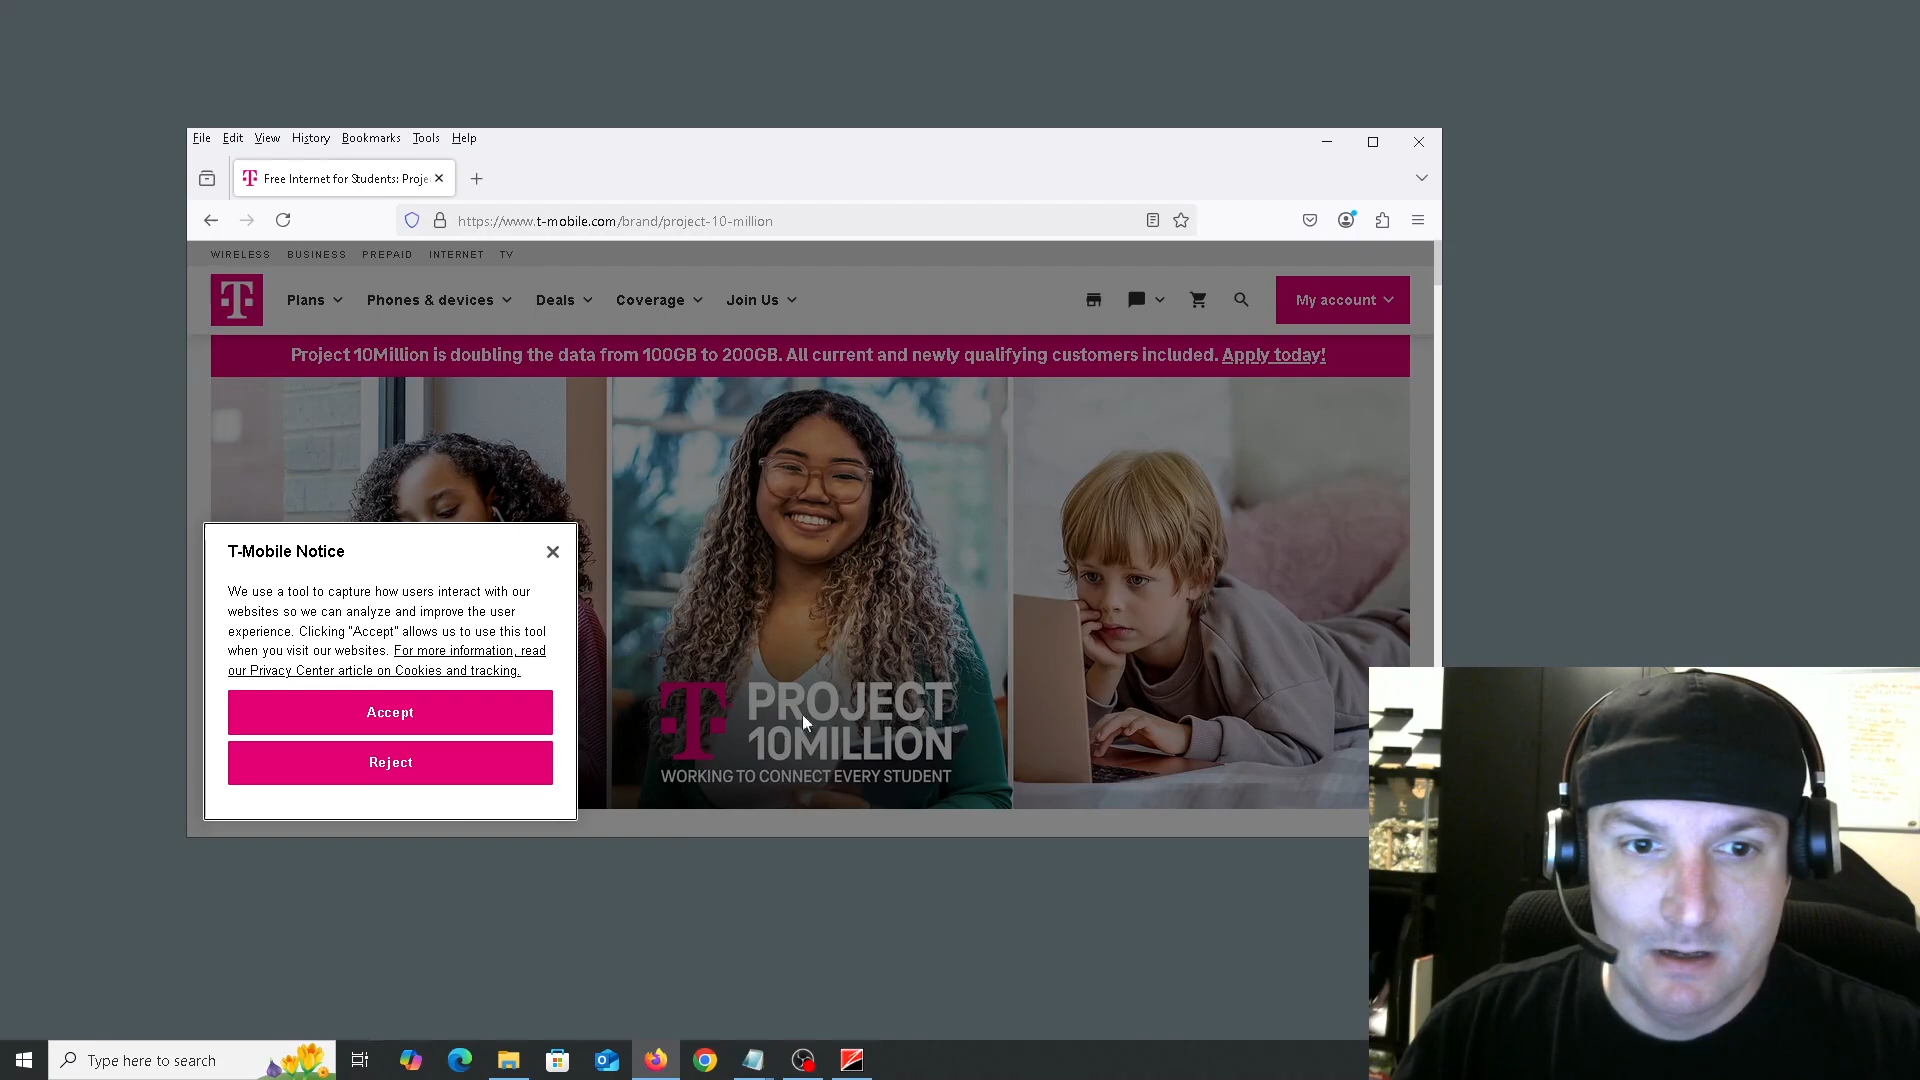 File Edit View History Bookmarks Tools Help
Free Internet for Students: Proje
https://www.t-mobile.com/brand/project-10-million
WIRELESS BUSINESS PREPAID INTERNET TV
Plans Phones & devices Deals Coverage Join Us My account
Project 10Million is doubling the data from 100GB to 200GB. All current and newly qualifying customers included. Apply today!
T-Mobile Notice
We use a tool to capture how users interact with our
websites so we can analyze and improve the user
experience. Clicking "Accept" allows us to use this tool
when you visit our websites. For more information, read
our Privacy Center article on Cookies and tracking.
Accept
Reject
T PROJECT
10MILLION
WORKING TO CONNECT EVERY STUDENT
Type here to search